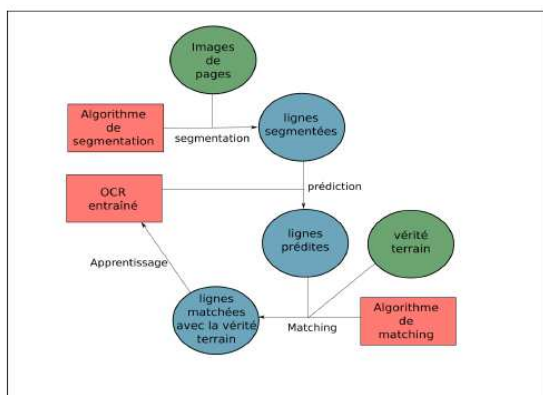 Images
de
pages
Algorithme
de
segmentation
segmentation
lignes
segmentées
OCR
entraîné
prédiction
lignes
prédites
vérité
terrain
Apprentissage
lignes
matchées
avec la vérité
terrain
Matching
Algorithme
de
matching